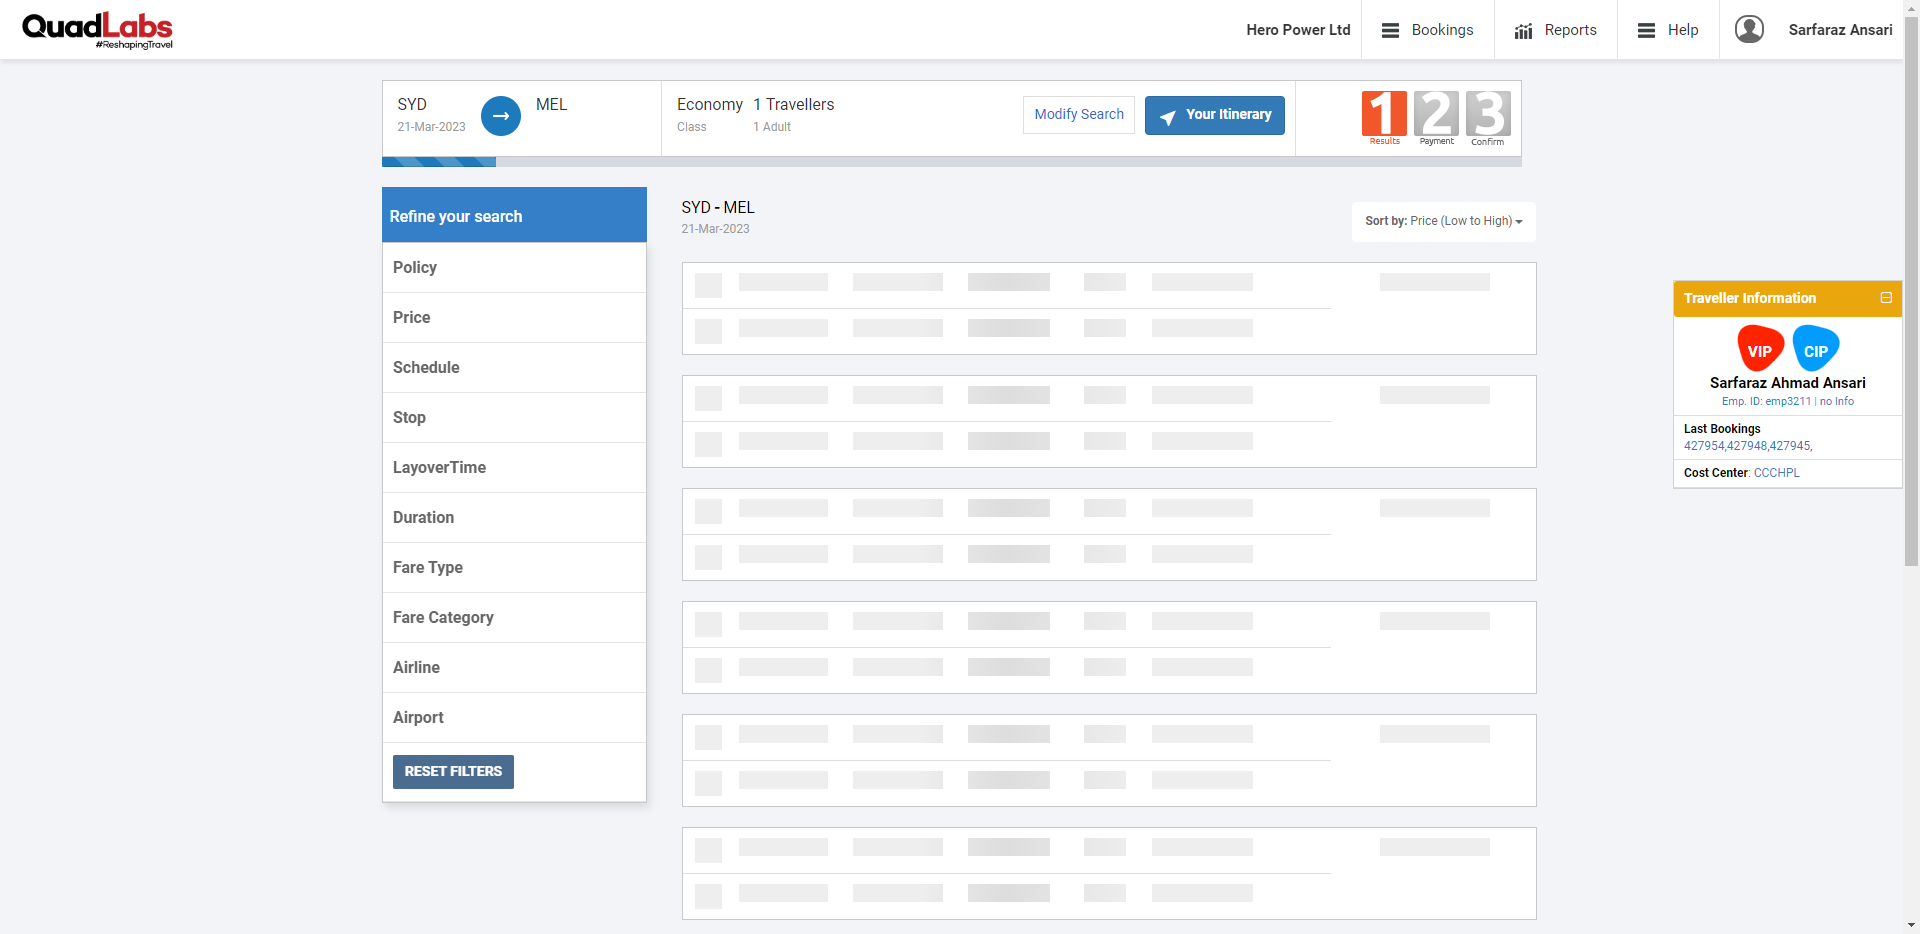 QuadLabs
#ReshapingTravel
Hero Power Ltd
Bookings
Reports
Help
Sarfaraz Ansari
SYD
21-Mar-2023
MEL
Economy
Class
1 Travellers
1 Adult
Modify Search
Your Itinerary
1
Results
2
Payment
3
Confirm
Refine your search
Policy
Price
Schedule
Stop
LayoverTime
Duration
Fare Type
Fare Category
Airline
Airport
RESET FILTERS
SYD - MEL
21-Mar-2023
Sort by: Price (Low to High)
Traveller Information
VIP
CIP
Sarfaraz Ahmad Ansari
Emp. ID: emp3211 | no Info
Last Bookings
427954,427948,427945,
Cost Center: CCCHPL